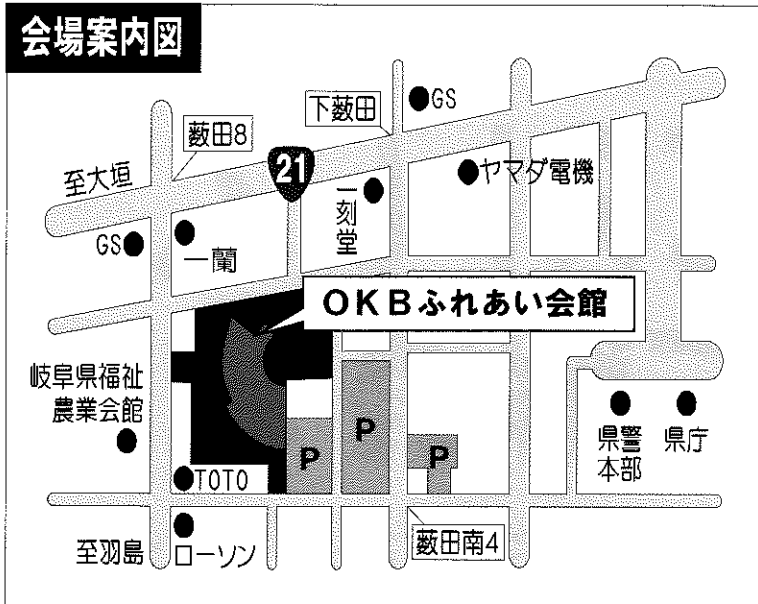 会場案内図
GS
下薮田
薮田8
21
ヤマダ電機
至大垣
一刻堂
GS
一蘭
OKBふれあい会館
岐阜県福祉
農業会館
P
P
P
県警
本部
県庁
TOTO
至羽島
ローソン
薮田南4